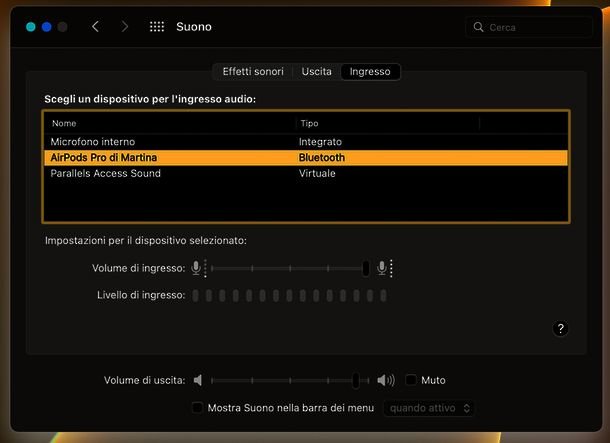 Suono
Cerca
Effetti sonori Uscita Ingresso
Scegli un dispositivo per l'ingresso audio:
Nome Tipo
Microfono interno Integrato
AirPods Pro di Martina Bluetooth
Parallels Access Sound Virtuale
Impostazioni per il dispositivo selezionato:
Volume di ingresso:
Livello di ingresso:
?
Volume di uscita: Muto
Mostra Suono nella barra dei menu quando attivo